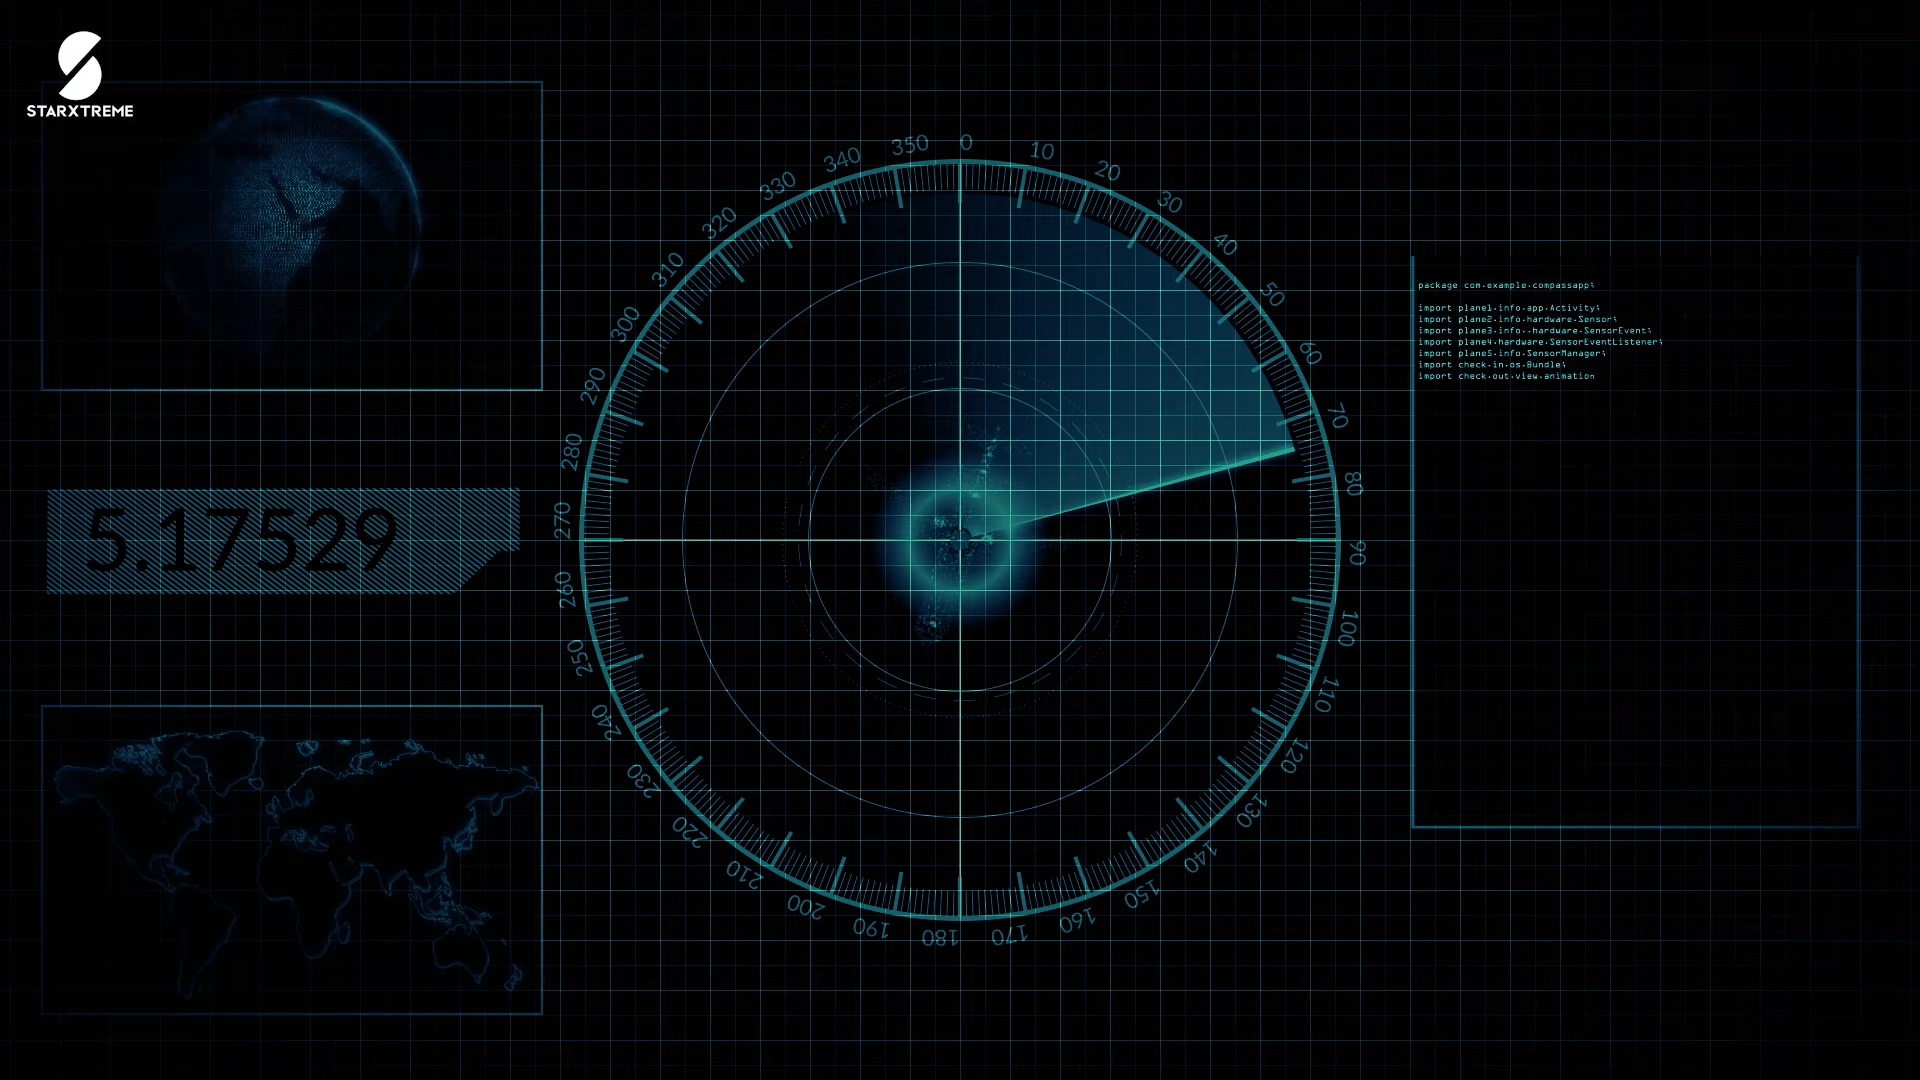 STARXTREME
350 0 10 20 30 40 50 60 70 80 90 100 110 120 130 140 150 160 170 180 190 200 210 220 230 240 250 260 270 280 290 300 310 320 330 340
package com.example.compassapp;
import plane1.info.app.Activity;
import plane2.info.hardware.Sensor;
import plane3.info..hardware.SensorEvent;
import plane4.hardware.SensorEventListener;
import plane5.info.SensorManager;
import check.in.os.Bundle;
import check.out.view.animation
5.17529